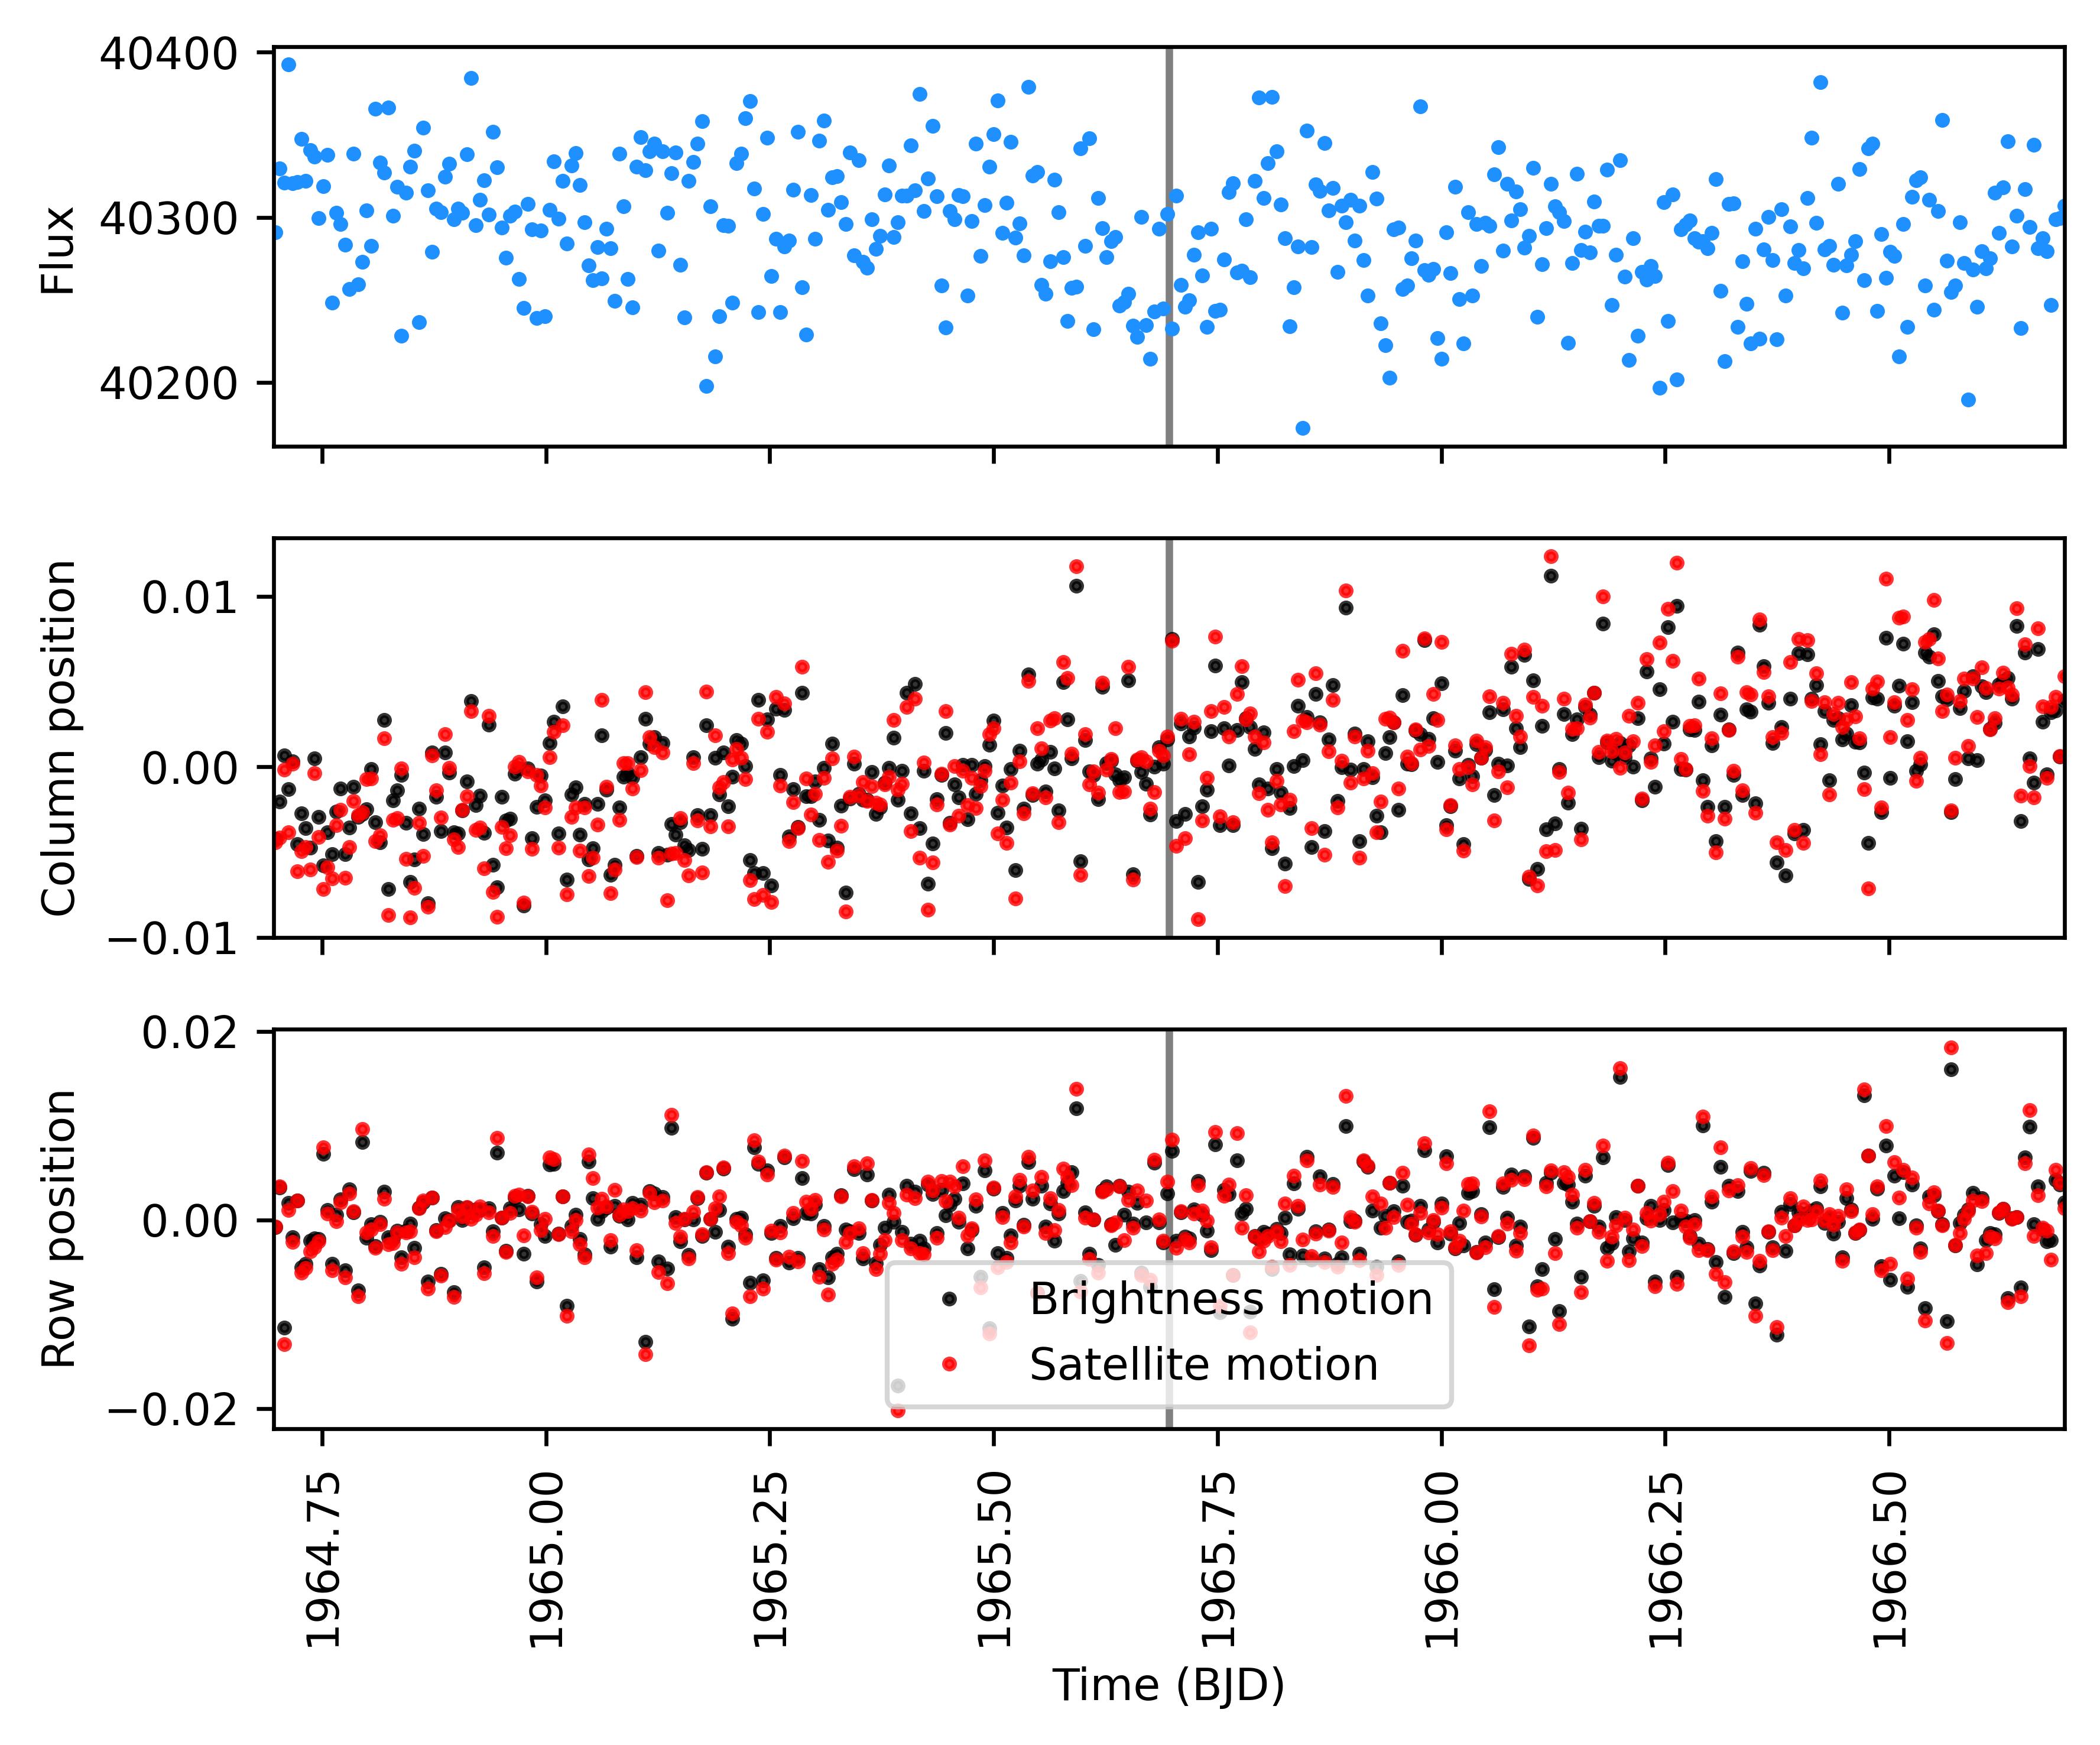 40400
40300
40200
Flux
0.01
0.00
−0.01
Column position
0.02
0.00
−0.02
Row position
Brightness motion
Satellite motion
1964.75
1965.00
1965.25
1965.50
1965.75
1966.00
1966.25
1966.50
Time (BJD)